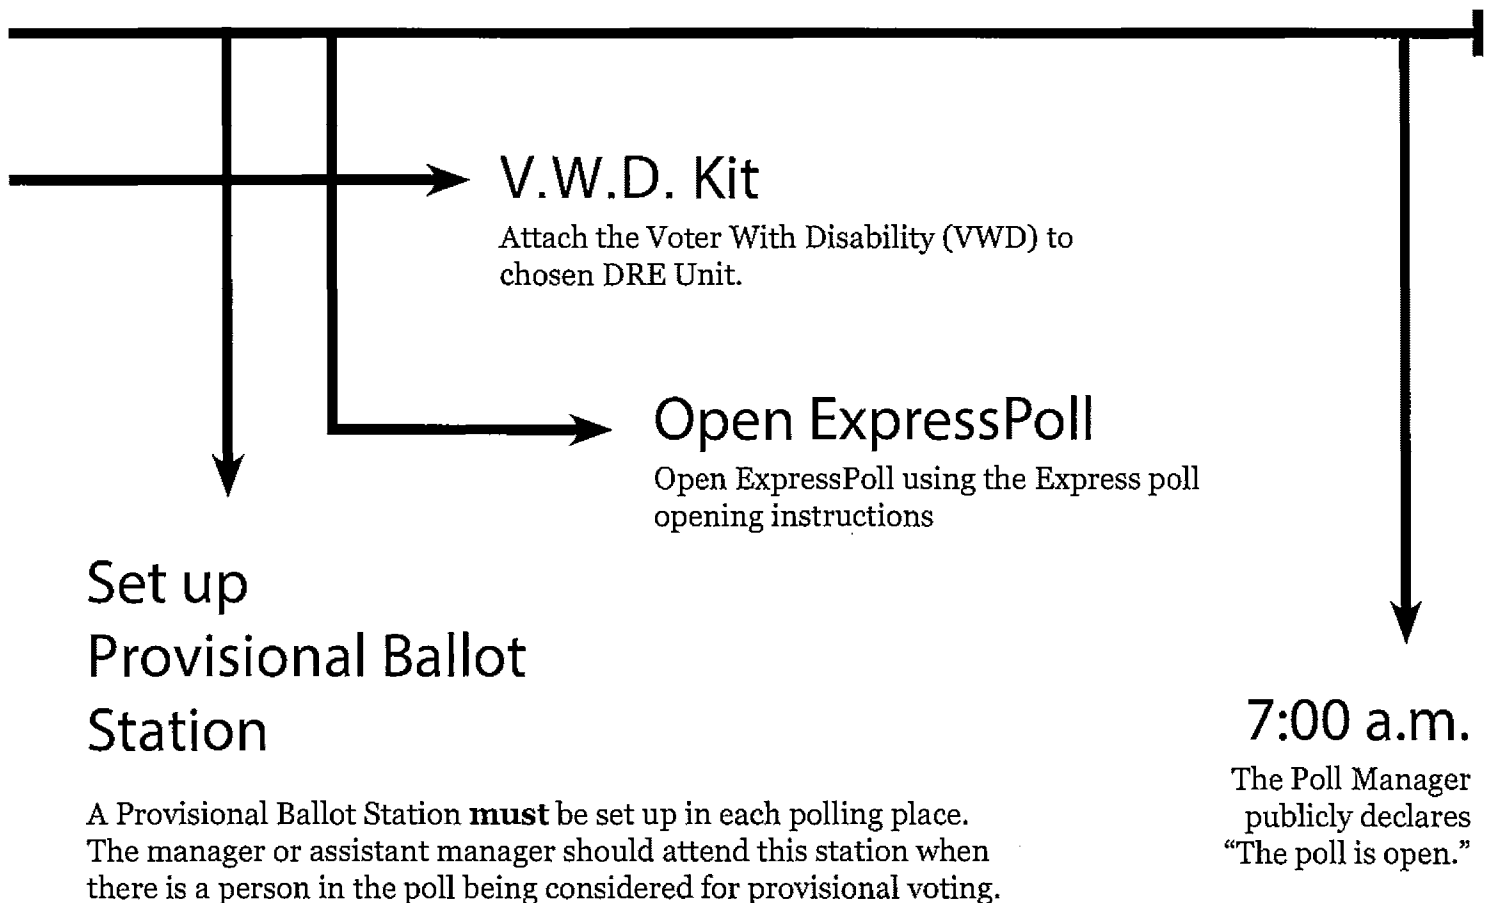 V.W.D. Kit
Attach the Voter With Disability (VWD) to
chosen DRE Unit.
Open ExpressPoll
Open ExpressPoll using the Express poll
opening instructions
Set up
Provisional Ballot
Station
A Provisional Ballot Station must be set up in each polling place.
The manager or assistant manager should attend this station when
there is a person in the poll being considered for provisional voting.
7:00 a.m.
The Poll Manager
publicly declares
“The poll is open.”